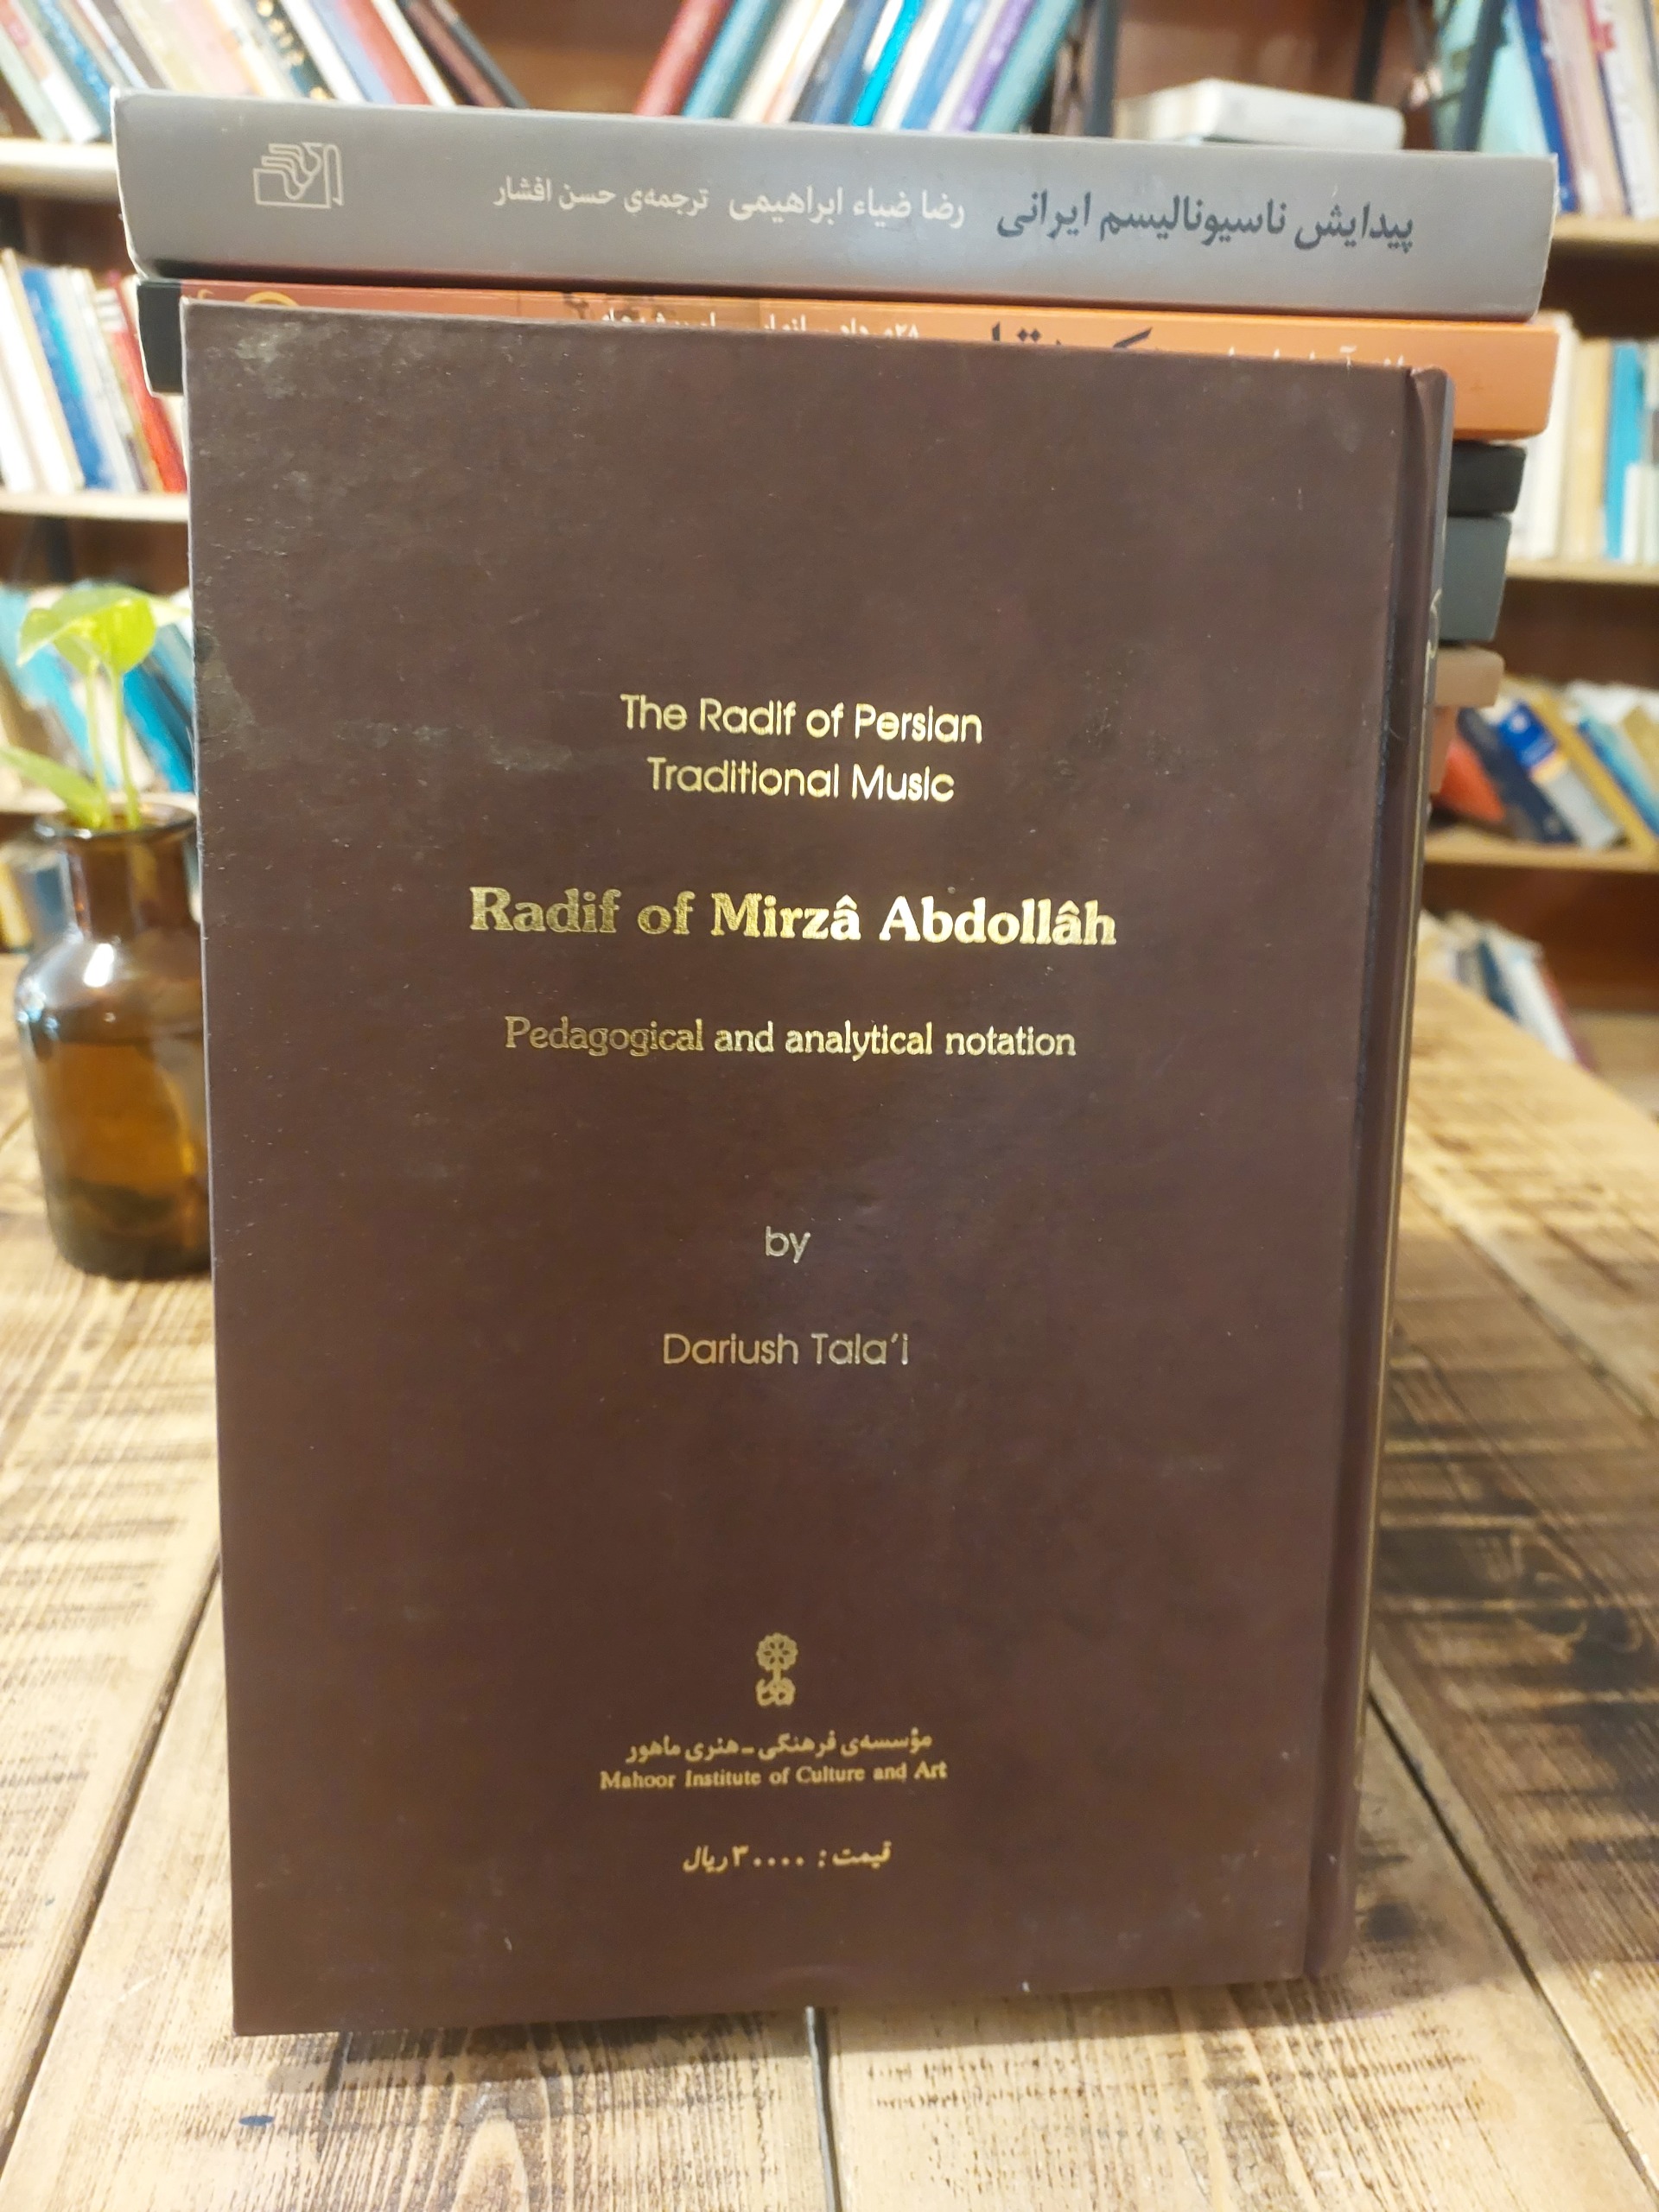 پیدایش ناسیونالیسم ایرانی رضا ضیاء ابراهیمی ترجمه‌ی حسن افشار
The Radif of Persian
Traditional Music
Radif of Mirzâ Abdollâh
Pedagogical and analytical notation
by
Dariush Tala'i
مؤسسه‌ی فرهنگی ـ هنری ماهور
Mahoor Institute of Culture and Art
قیمت : ۳۰۰۰۰ ریال